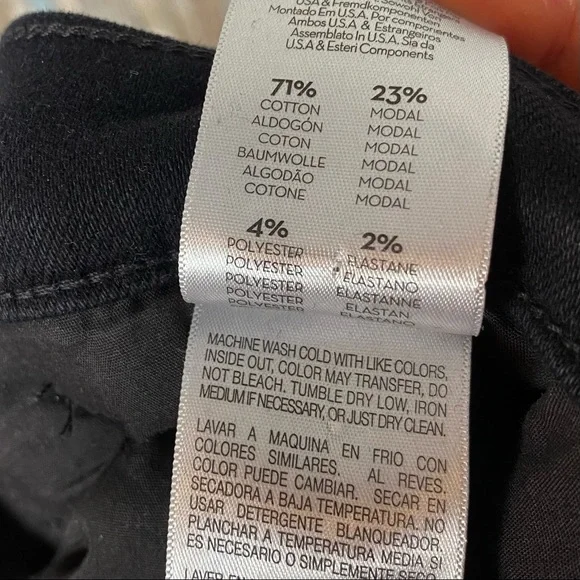 USA & Fremdkomponenten
Montado Em U.S.A. Por componentes
Ambos U.S.A & Estrangeiros
Assemblato In U.S.A. Sia da
U.S.A & Esteri Components
71% 23%
COTTON MODAL
ALDOGÓN MODAL
COTON MODAL
BAUMWOLLE MODAL
ALGODÃO MODAL
COTONE MODAL
4% 2%
POLYESTER ELASTANE
POLYESTER ELASTANO
POLYESTER ELASTANNE
POLYESTER ELASTAN
POLYESTER ELASTANO
MACHINE WASH COLD WITH LIKE COLORS,
INSIDE OUT, COLOR MAY TRANSFER, DO
NOT BLEACH. TUMBLE DRY LOW, IRON
MEDIUM IF NECESSARY, OR JUST DRY CLEAN.
LAVAR A MAQUINA EN FRIO CON
COLORES SIMILARES. AL REVES.
COLOR PUEDE CAMBIAR. SECAR EN
SECADORA A BAJA TEMPERATURA. NO
USAR DETERGENTE BLANQUEADOR.
PLANCHAR A TEMPERATURA MEDIA SI
ES NECESARIO O SIMPLEMENTE SECO
LAVER EN